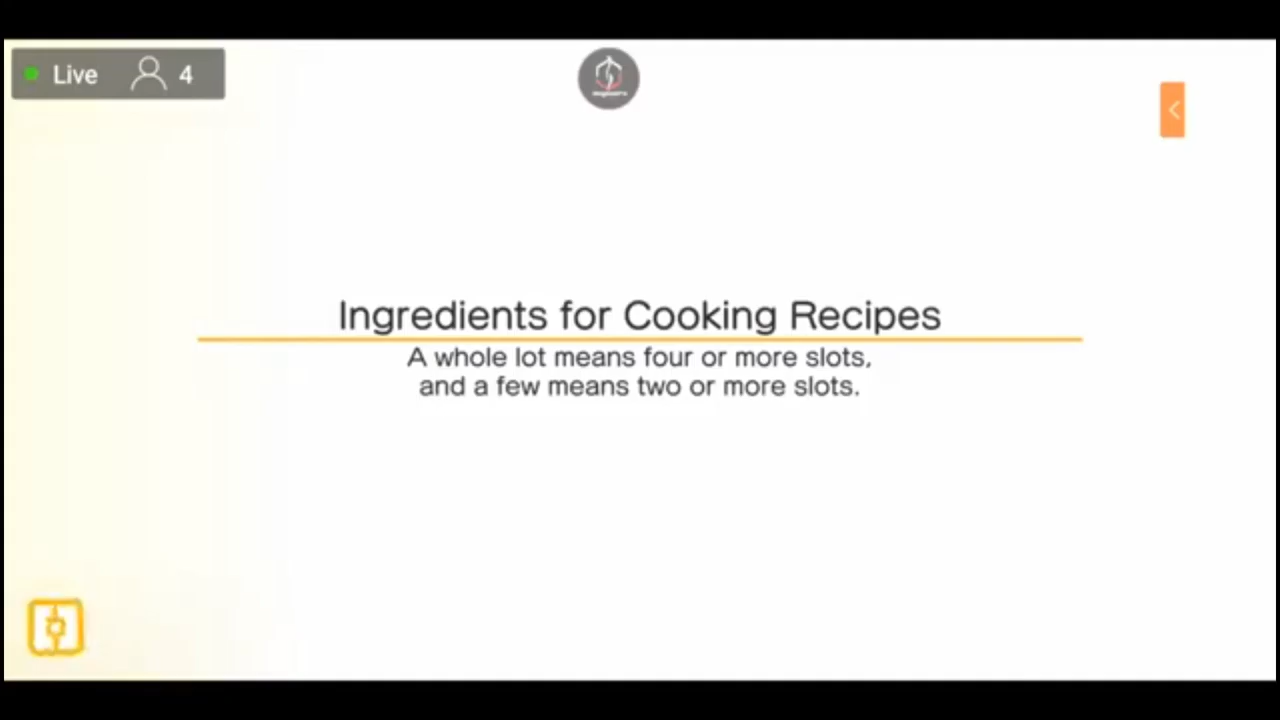 Live 4
Ingredients for Cooking Recipes
A whole lot means four or more slots,
and a few means two or more slots.